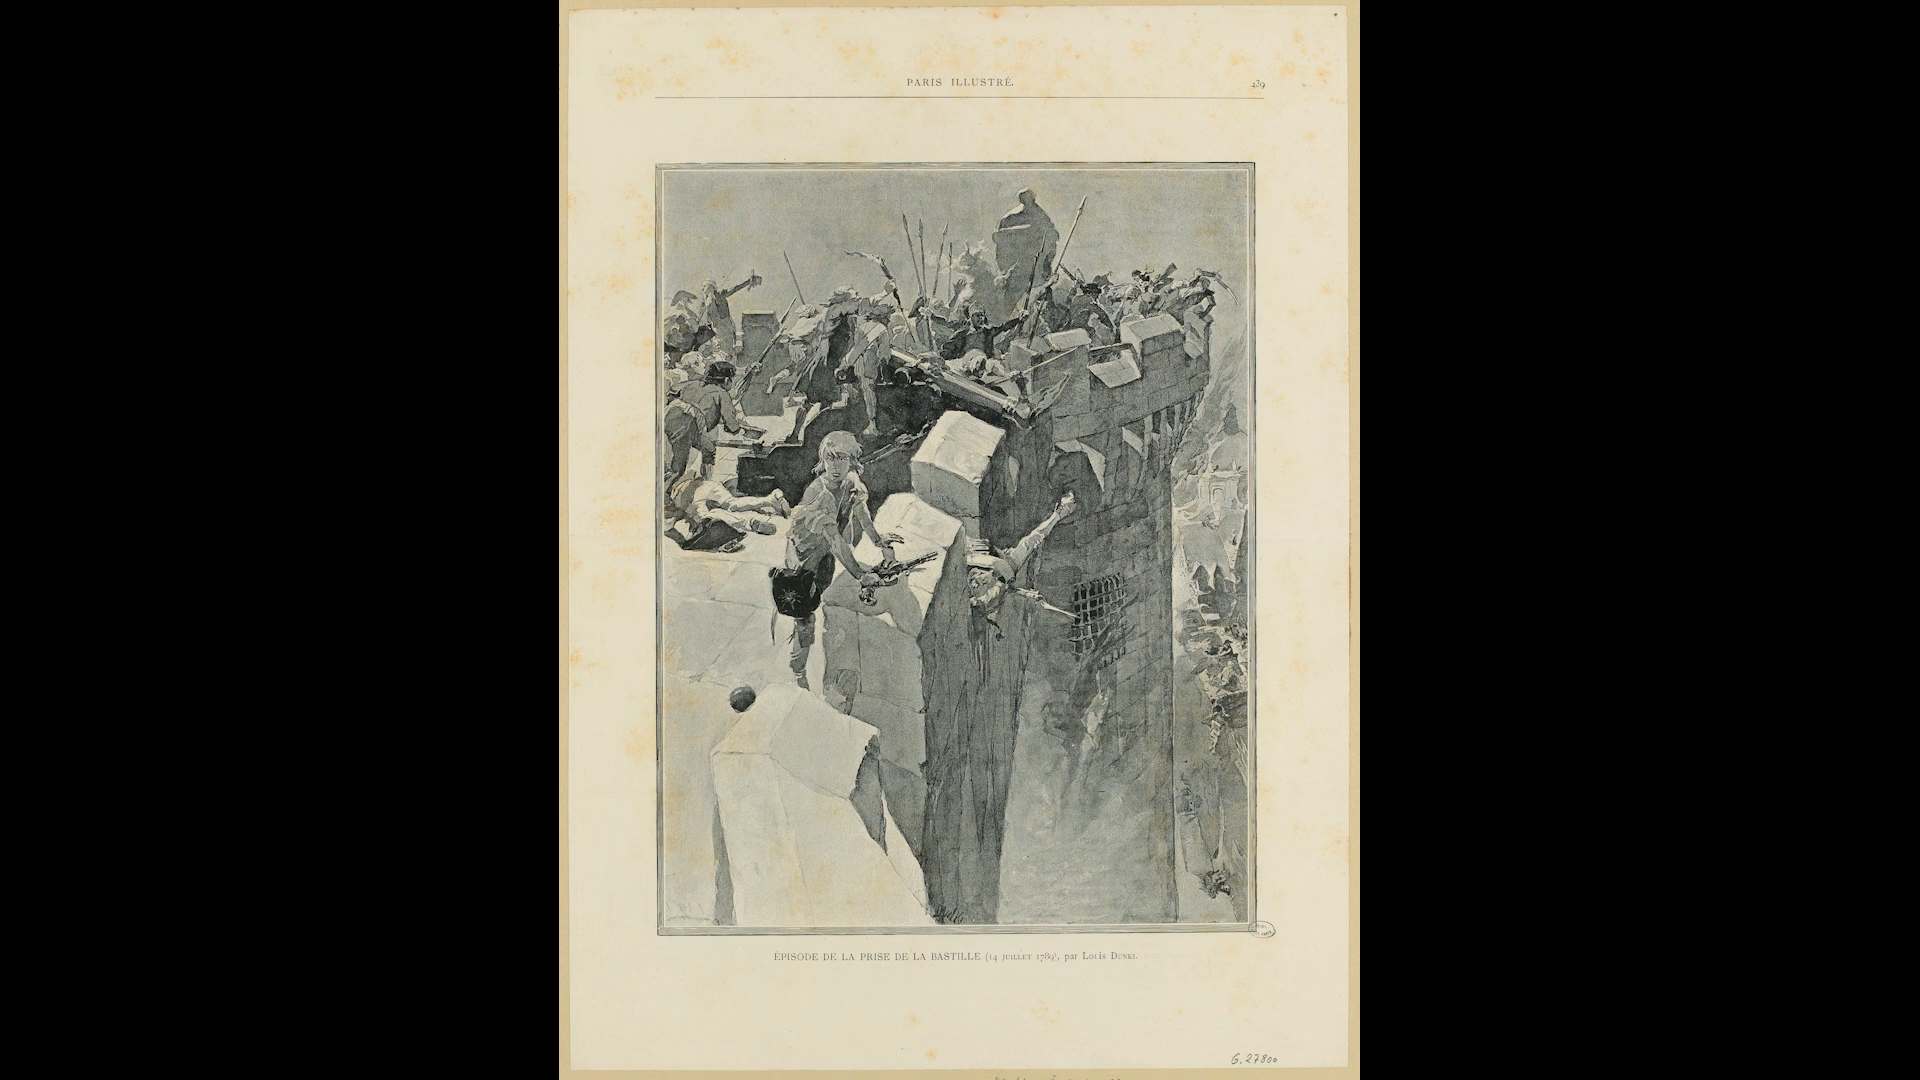 PARIS ILLUSTRÉ.
439
ÉPISODE DE LA PRISE DE LA BASTILLE (14 JUILLET 1789), par Louis Dunki.
G. 27800